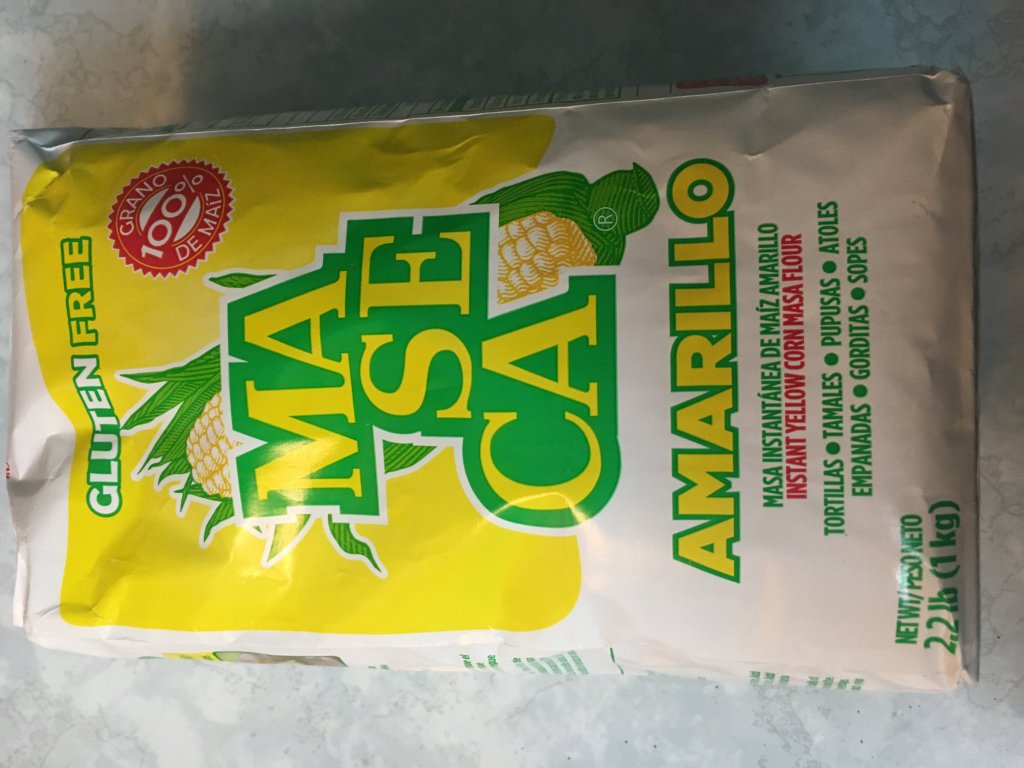 GLUTEN FREE
GRANO
100%
DE MAÍZ
MA
SE
CA
®
AMARILLO
MASA INSTANTÁNEA DE MAÍZ AMARILLO
INSTANT YELLOW CORN MASA FLOUR
TORTILLAS • TAMALES • PUPUSAS • ATOLES
EMPANADAS • GORDITAS • SOPES
NET WT/PESO NETO
2.2 lb (1 kg)